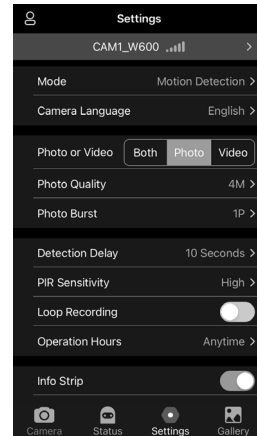 Settings
CAM1_W600
Mode Motion Detection >
Camera Language English >
Photo or Video Both Photo Video
Photo Quality 4M >
Photo Burst 1P >
Detection Delay 10 Seconds >
PIR Sensitivity High >
Loop Recording
Operation Hours Anytime >
Info Strip
Camera Status Settings Gallery